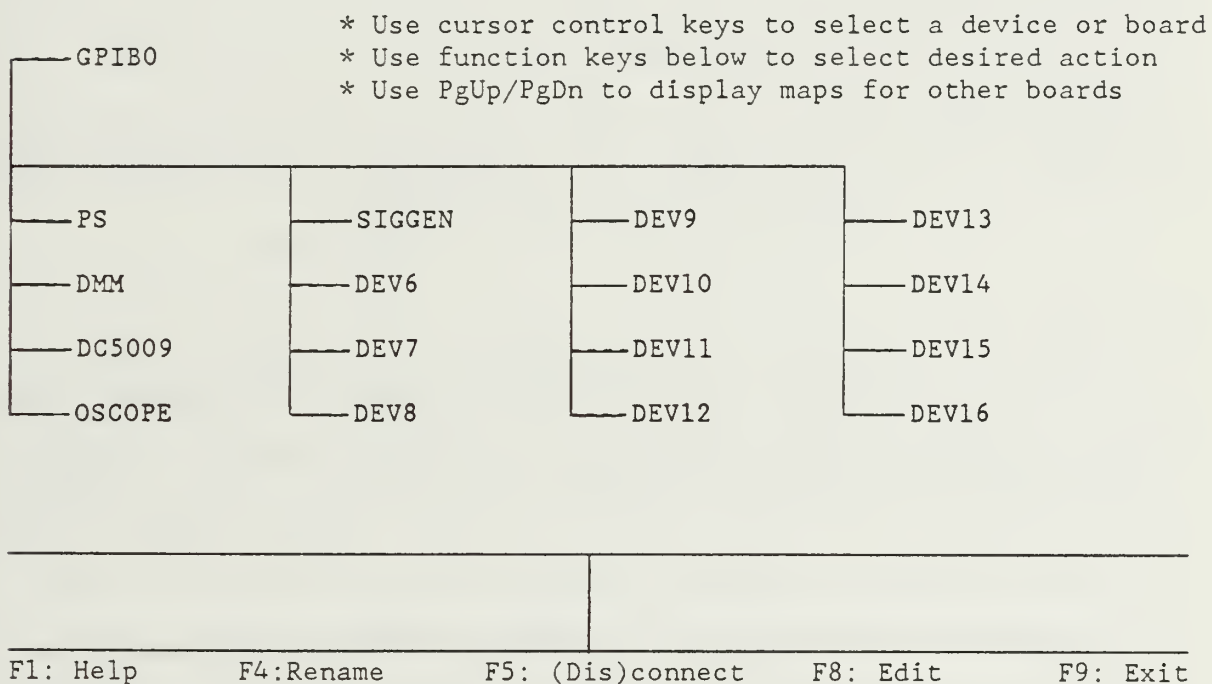 * Use cursor control keys to select a device or board
GPIB0 * Use function keys below to select desired action
* Use PgUp/PgDn to display maps for other boards
PS SIGGEN DEV9 DEV13
DMM DEV6 DEV10 DEV14
DC5009 DEV7 DEV11 DEV15
OSCOPE DEV8 DEV12 DEV16
F1: Help F4:Rename F5: (Dis)connect F8: Edit F9: Exit